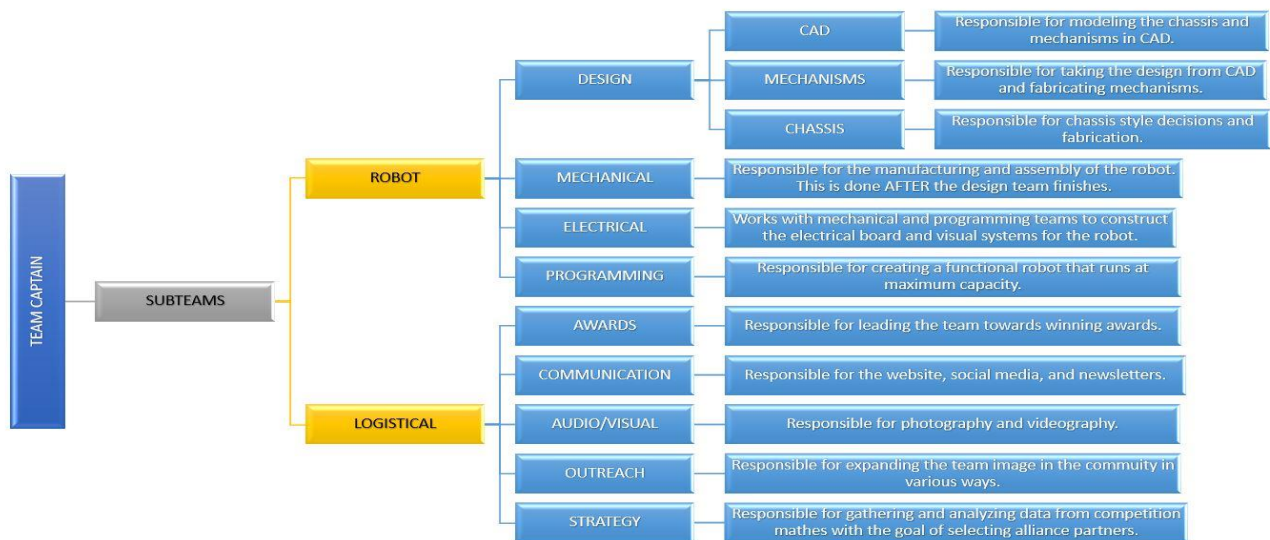 CAD
Responsible for modeling the chassis and
mechanisms in CAD.
DESIGN
MECHANISMS
Responsible for taking the design from CAD
and fabricating mechanisms.
CHASSIS
Responsible for chassis style decisions and
fabrication.
ROBOT
MECHANICAL
Responsible for the manufacturing and assembly of the robot.
This is done AFTER the design team finishes.
ELECTRICAL
Works with mechanical and programming teams to construct
the electrical board and visual systems for the robot.
PROGRAMMING
Responsible for creating a functional robot that runs at
maximum capacity.
TEAM CAPTAIN
SUBTEAMS
AWARDS
Responsible for leading the team towards winning awards.
COMMUNICATION
Responsible for the website, social media, and newsletters.
LOGISTICAL
AUDIO/VISUAL
Responsible for photography and videography.
OUTREACH
Responsible for expanding the team image in the commuity in
various ways.
STRATEGY
Responsible for gathering and analyzing data from competition
mathes with the goal of selecting alliance partners.